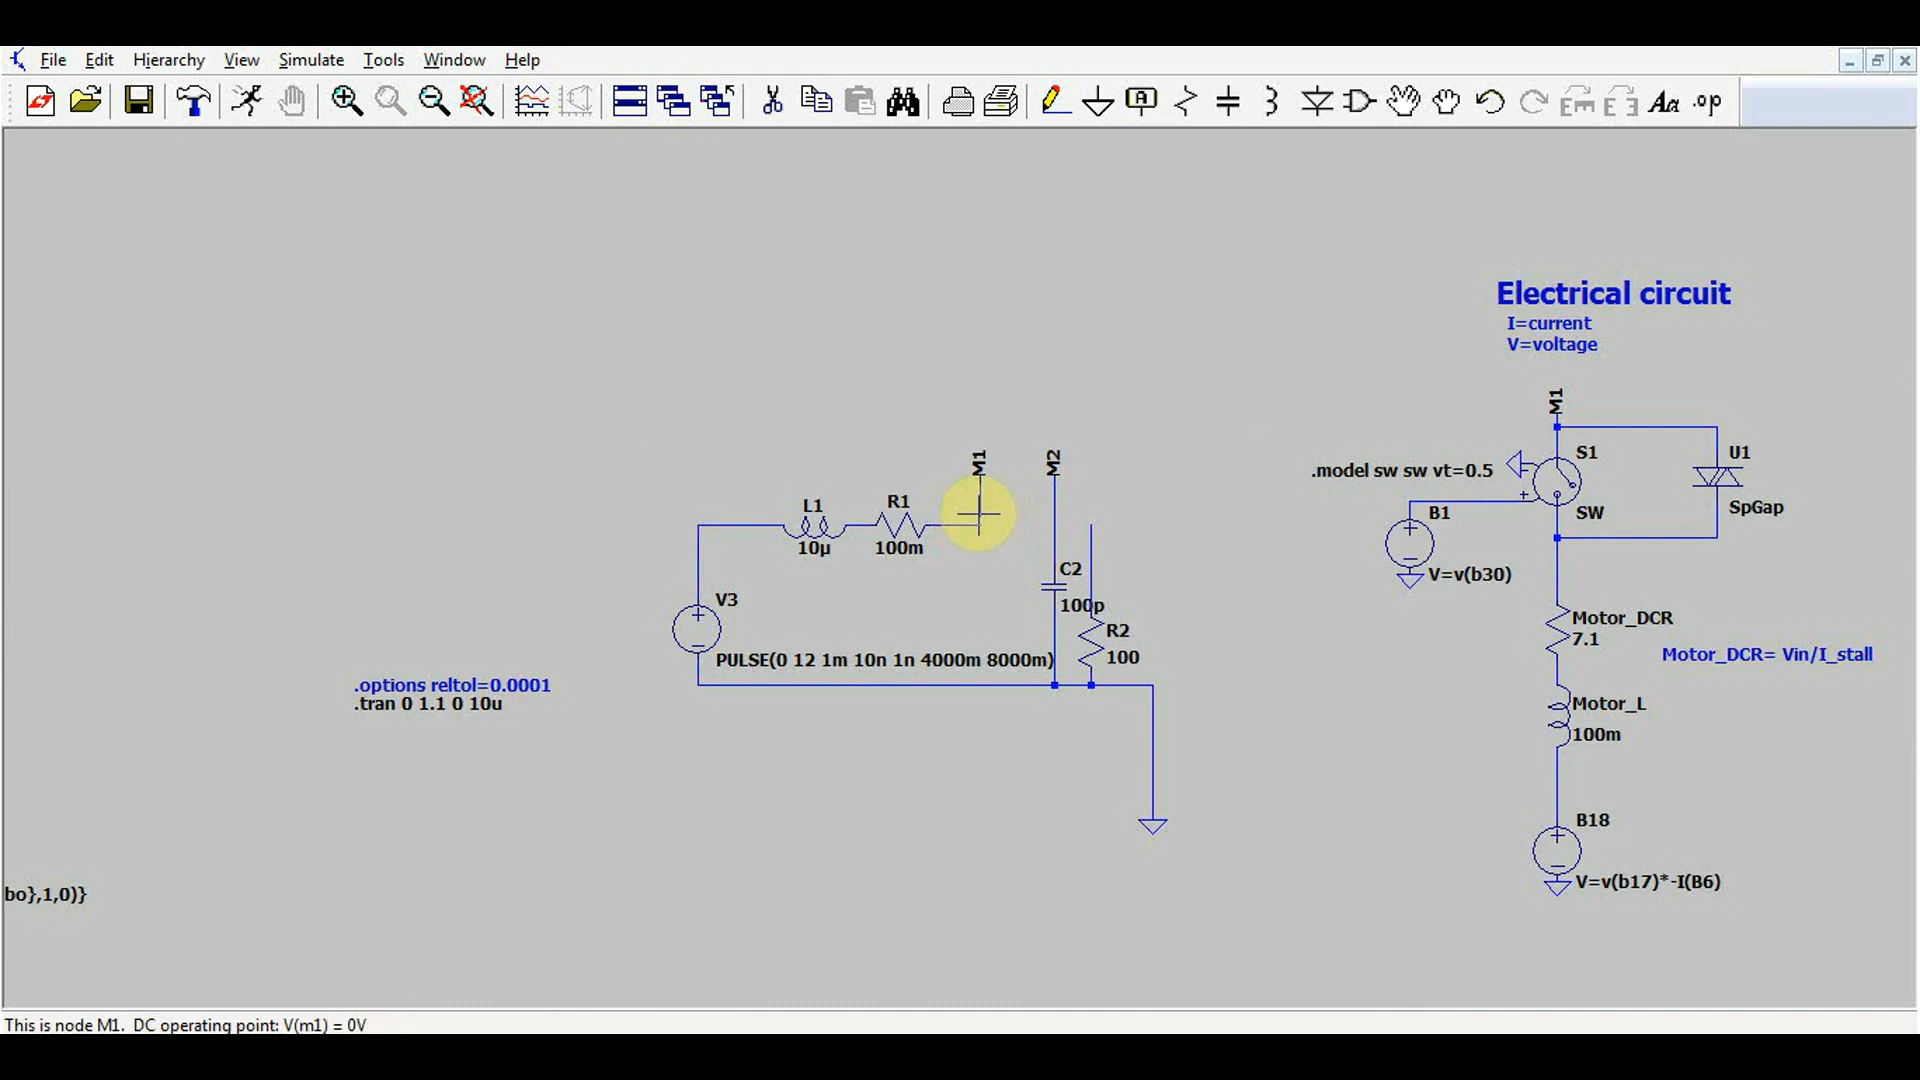 File Edit Hierarchy View Simulate Tools Window Help
A
Aa .op
Electrical circuit
I=current
V=voltage
M1
M1
M2
S1
U1
.model sw sw vt=0.5
L1
R1
SW
SpGap
B1
10µ
100m
C2
V=v(b30)
V3
100p
Motor_DCR
R2
7.1
PULSE(0 12 1m 10n 1n 4000m 8000m)
100
Motor_DCR= Vin/I_stall
.options reltol=0.0001
.tran 0 1.1 0 10u
Motor_L
100m
B18
V=v(b17)*-I(B6)
bo},1,0)}
This is node M1. DC operating point: V(m1) = 0V